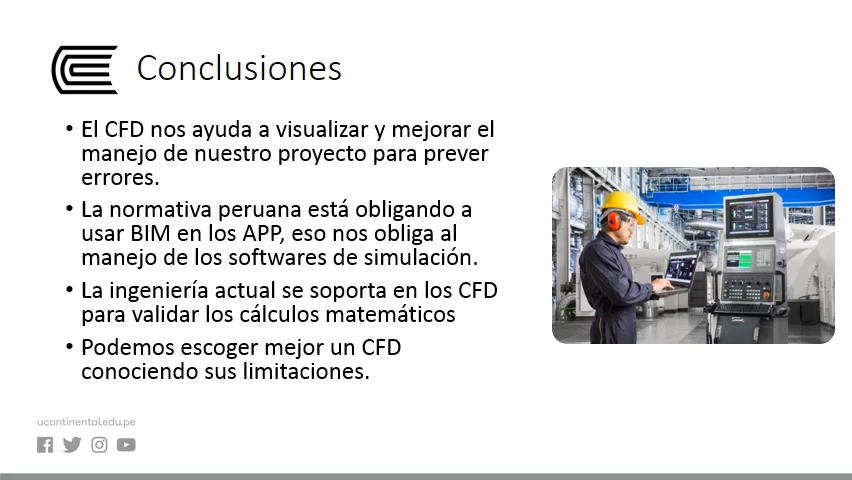 Conclusiones
• El CFD nos ayuda a visualizar y mejorar el
manejo de nuestro proyecto para prever
errores.
• La normativa peruana está obligando a
usar BIM en los APP, eso nos obliga al
manejo de los softwares de simulación.
• La ingeniería actual se soporta en los CFD
para validar los cálculos matemáticos
• Podemos escoger mejor un CFD
conociendo sus limitaciones.
ucontinental.edu.pe